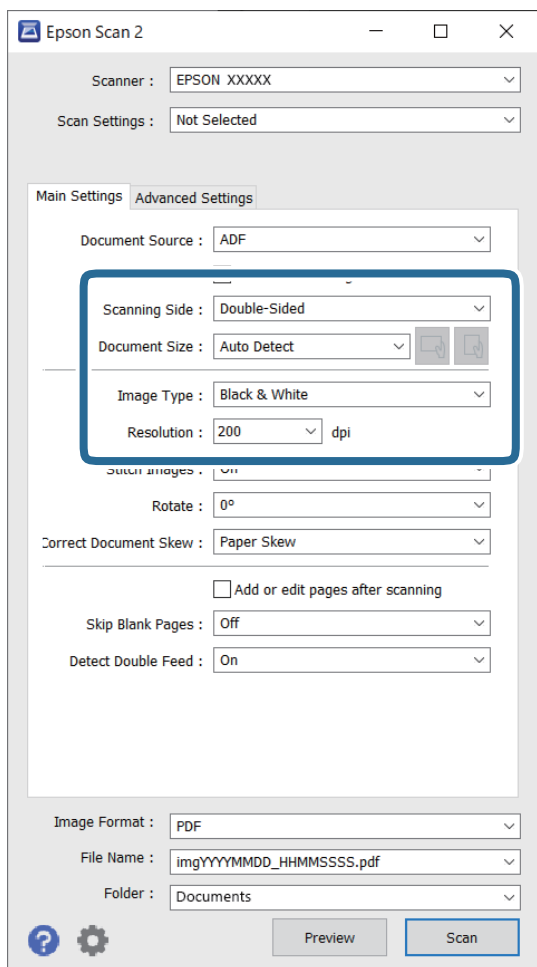 Epson Scan 2
Scanner : EPSON XXXXX
Scan Settings : Not Selected
Main Settings Advanced Settings
Document Source : ADF
Scanning Side : Double-Sided
Document Size : Auto Detect
Image Type : Black & White
Resolution : 200 dpi
Stitch Images : On
Rotate : 0°
Correct Document Skew : Paper Skew
Add or edit pages after scanning
Skip Blank Pages : Off
Detect Double Feed : On
Image Format : PDF
File Name : imgYYYYMMDD_HHMMSSSS.pdf
Folder : Documents
Preview Scan